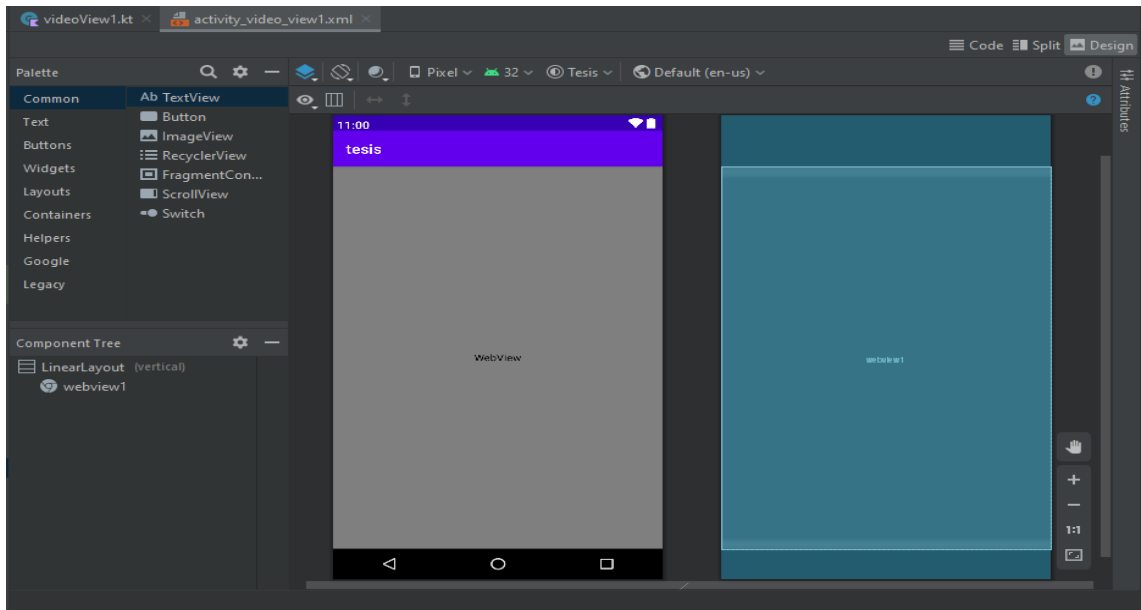 videoView1.kt
activity_video_view1.xml
Code Split Design
Palette
Pixel 32 Tesis Default (en-us)
Attributes
Common
Text
Buttons
Widgets
Layouts
Containers
Helpers
Google
Legacy
Ab TextView
Button
ImageView
RecyclerView
FragmentCon...
ScrollView
Switch
Component Tree
LinearLayout (vertical)
webview1
11:00
tesis
WebView
webview1
1:1